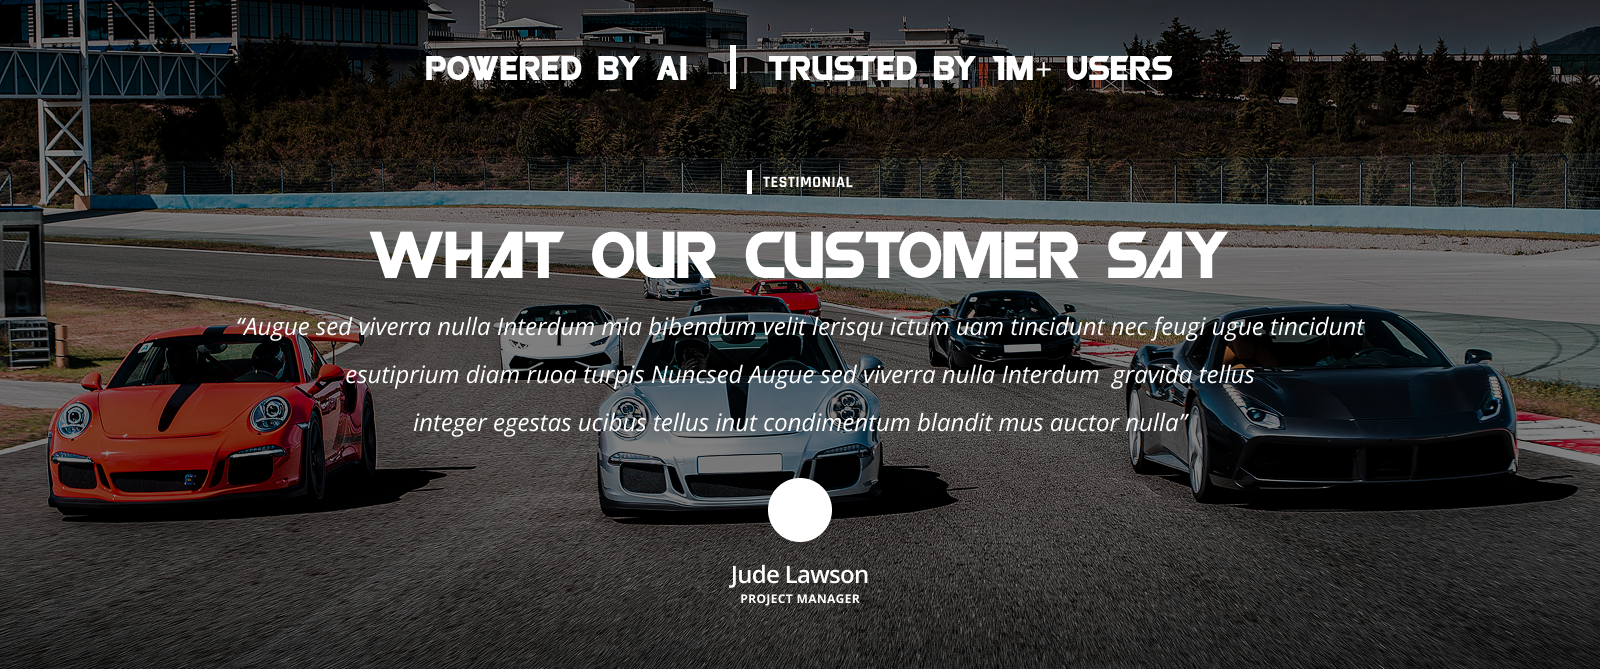 POWERED BY AI | TRUSTED BY 1M+ USERS
TESTIMONIAL
WHAT OUR CUSTOMER SAY
“Augue sed viverra nulla Interdum mia bibendum velit lerisqu ictum uam tincidunt nec feugi ugue tincidunt
esutiprium diam ruoa turpis Nuncsed Augue sed viverra nulla Interdum gravida tellus
integer egestas ucibus tellus inut condimentum blandit mus auctor nulla”
Jude Lawson
PROJECT MANAGER